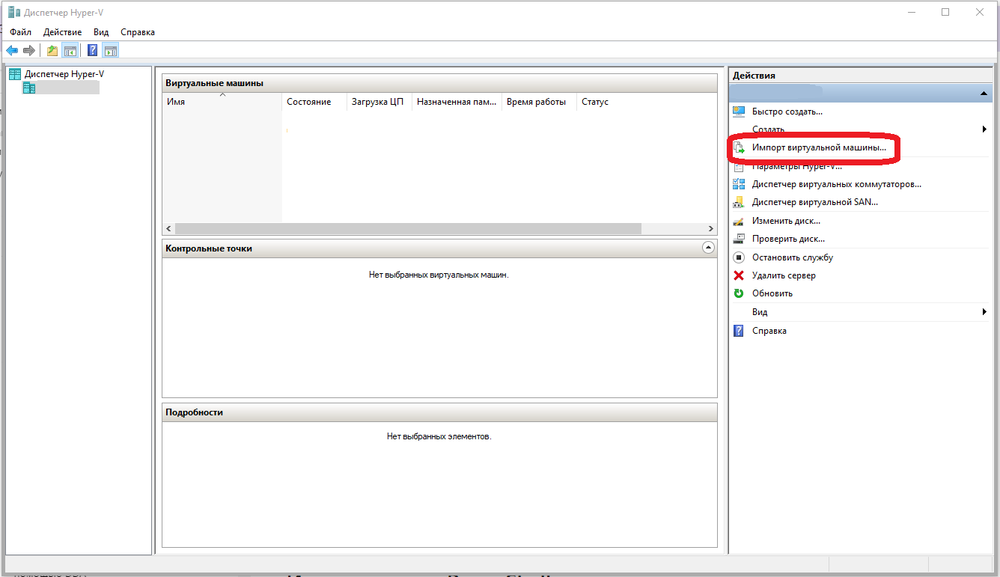 Диспетчер Hyper-V
Файл Действие Вид Справка
Диспетчер Hyper-V
Виртуальные машины
Имя Состояние Загрузка ЦП Назначенная пам... Время работы Статус
Контрольные точки
Нет выбранных виртуальных машин.
Подробности
Нет выбранных элементов.
Действия
Быстро создать...
Создать
Импорт виртуальной машины...
Параметры Hyper-V...
Диспетчер виртуальных коммутаторов...
Диспетчер виртуальной SAN...
Изменить диск...
Проверить диск...
Остановить службу
Удалить сервер
Обновить
Вид
Справка